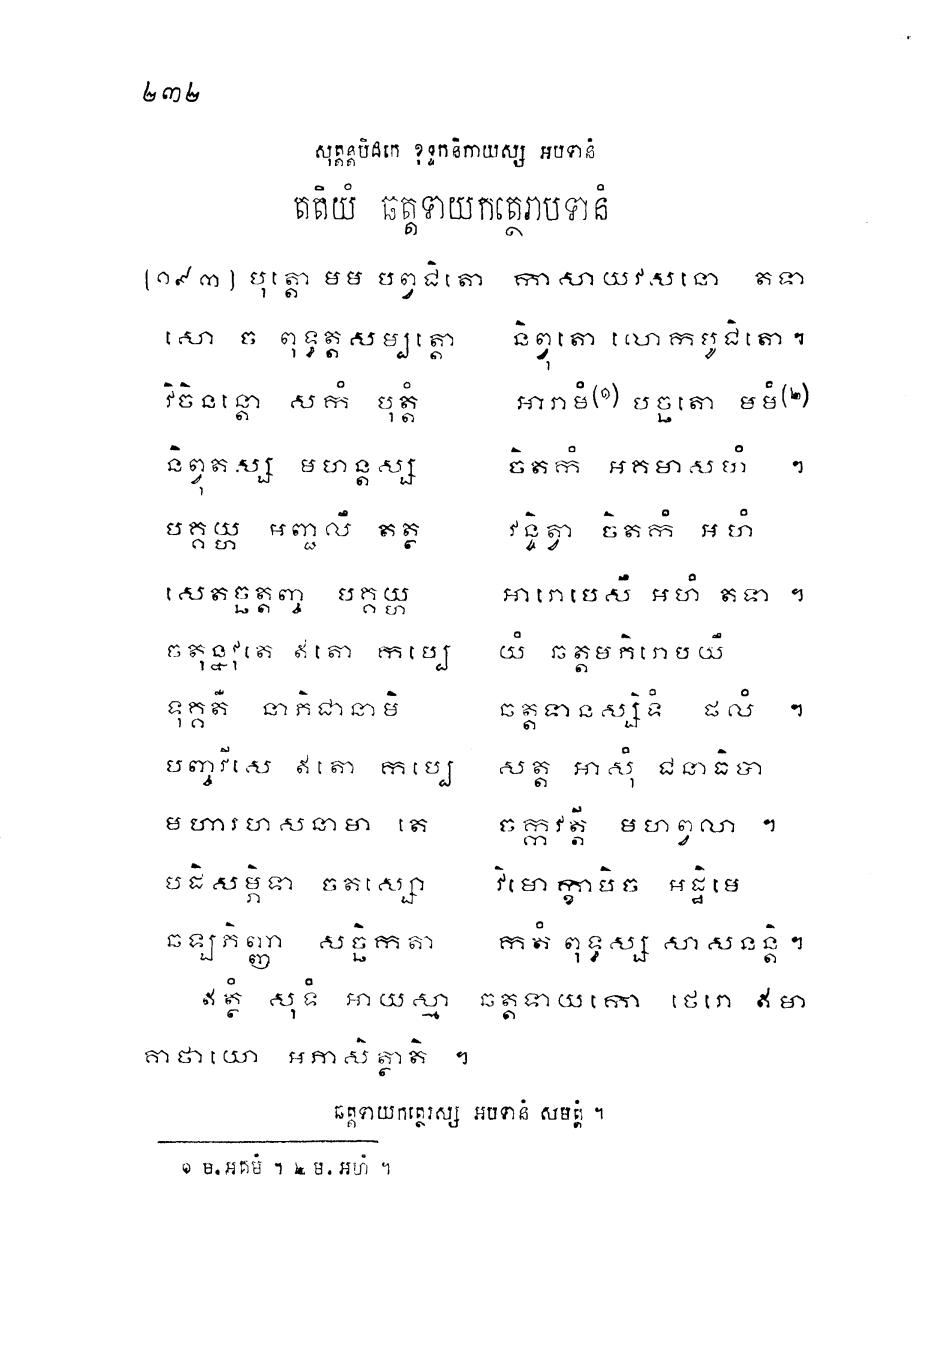 ២៣២
សុត្តន្តបិដកេ ខុទ្ទកនិកាយស្ស អបទានំ
តតិយំ ឆត្តទាយកត្ថេរាបទានំ
[១៩៣] បុត្តោ មម បព្វជិតោ កាសាយវសនោ តទា
សោ ច ពុទ្ធត្តសម្បត្តោ និព្វុតោ លោកបូជិតោ។
វិចិនន្តោ សកំ បុត្តំ អារាមំ(១) បច្ឆតោ មមំ(២)
និព្វុតស្ស មហន្តស្ស ចិតកំ អគមាសហំ ។
បគ្គយ្ហ អញ្ជលឹ តត្ថ វន្ទិត្វា ចិតកំ អហំ
សេតច្ឆត្តញ្ច បគ្គយ្ហ អារោបេសឹ អហំ តទា ។
ចតុន្នវុតេ ឥតោ កប្បេ យំ ឆត្តមភិរោបយឹ
ទុគ្គតឹ នាភិជានាមិ ឆត្តទានស្សិទំ ផលំ ។
បញ្ចវីសេ ឥតោ កប្បេ សត្ត អាសុំ ជនាធិបា
មហារហសនាមា តេ ចក្កវត្តី មហព្វលា ។
បដិសម្ភិទា ចតស្សោ វិមោក្ខាបិច អដ្ឋិមេ
ឆឡភិញ្ញា សច្ឆិកតា កតំ ពុទ្ធស្ស សាសនន្តិ។
ឥត្ថំ សុទំ អាយស្មា ឆត្តទាយកោ ថេរោ ឥមា
គាថាយោ អភាសិត្ថាតិ ។
ឆត្តទាយកត្ថេរស្ស អបទានំ សមត្តំ ។
១ ម.អគមំ ។ ២ ម.អហំ ។